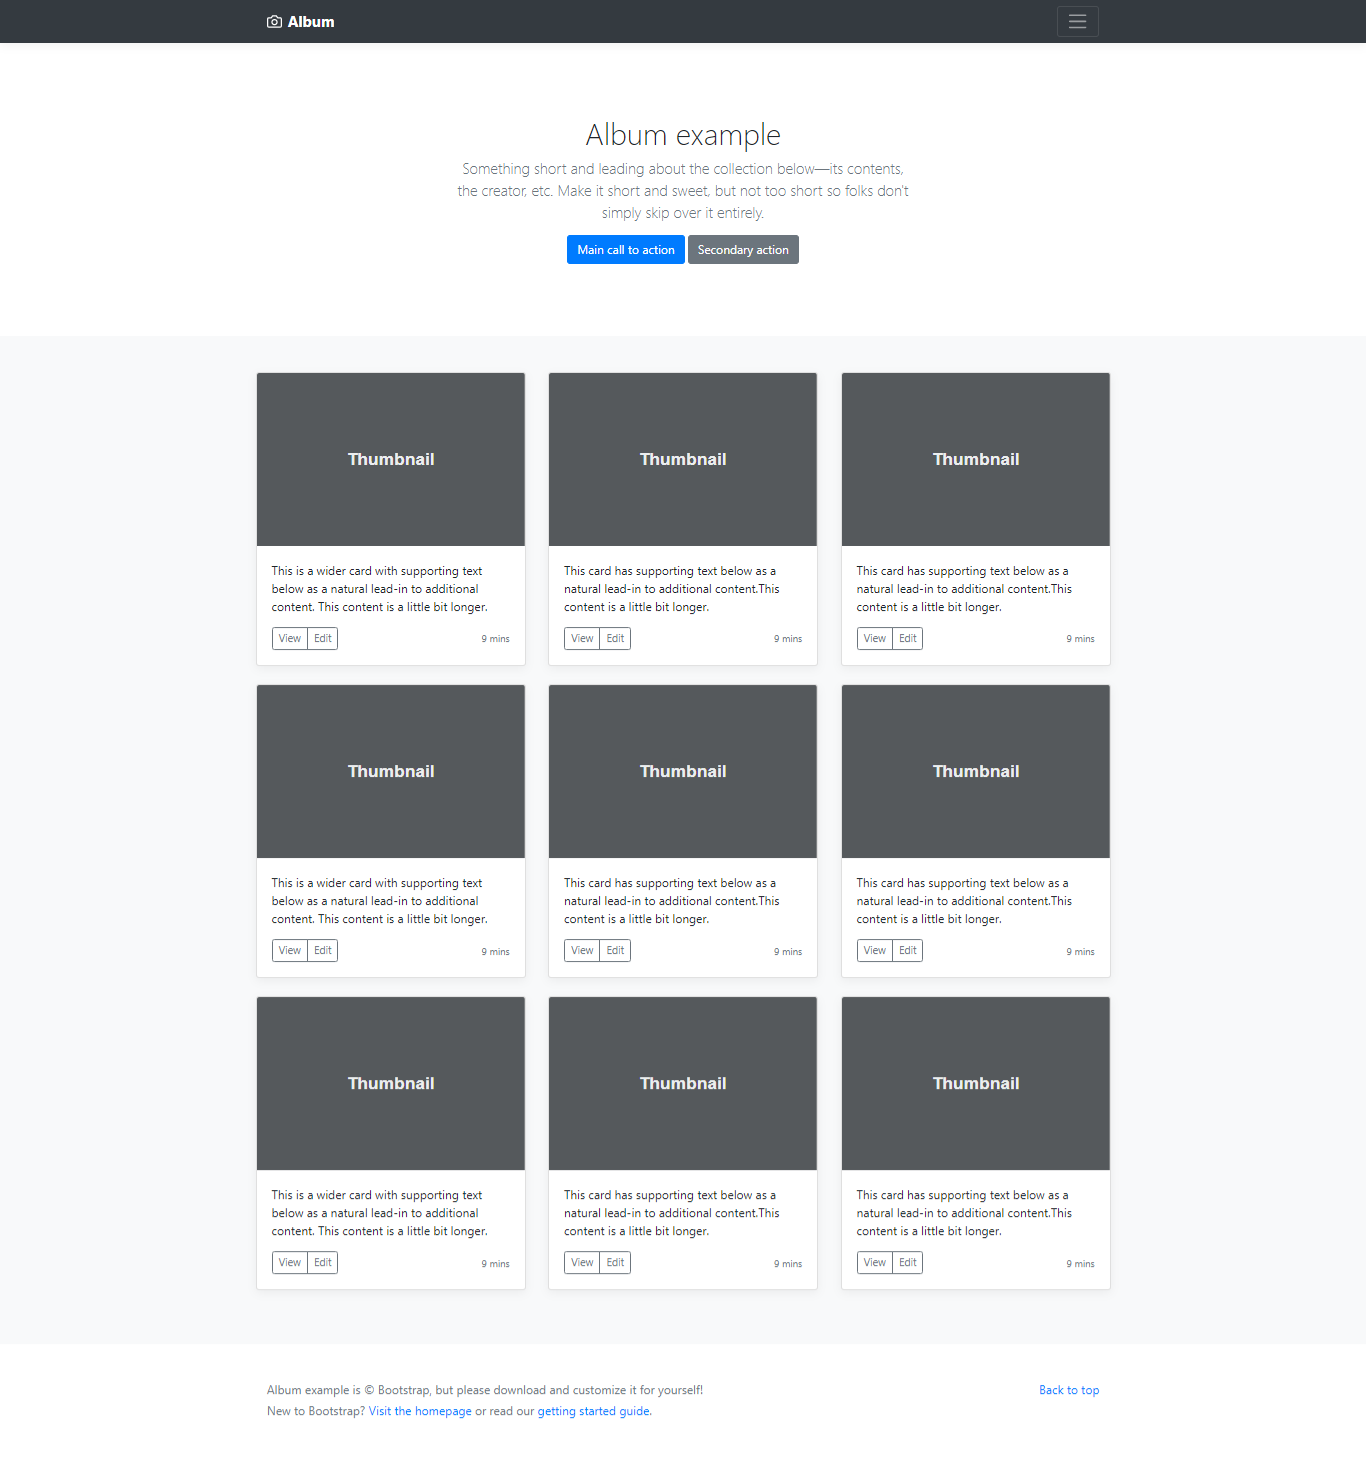 Album
Album example
Something short and leading about the collection below—its contents,
the creator, etc. Make it short and sweet, but not too short so folks don't
simply skip over it entirely.
Main call to action Secondary action
Thumbnail
This is a wider card with supporting text
below as a natural lead-in to additional
content. This content is a little bit longer.
View Edit 9 mins
Thumbnail
This card has supporting text below as a
natural lead-in to additional content.This
content is a little bit longer.
View Edit 9 mins
Thumbnail
This card has supporting text below as a
natural lead-in to additional content.This
content is a little bit longer.
View Edit 9 mins
Thumbnail
This is a wider card with supporting text
below as a natural lead-in to additional
content. This content is a little bit longer.
View Edit 9 mins
Thumbnail
This card has supporting text below as a
natural lead-in to additional content.This
content is a little bit longer.
View Edit 9 mins
Thumbnail
This card has supporting text below as a
natural lead-in to additional content.This
content is a little bit longer.
View Edit 9 mins
Thumbnail
This is a wider card with supporting text
below as a natural lead-in to additional
content. This content is a little bit longer.
View Edit 9 mins
Thumbnail
This card has supporting text below as a
natural lead-in to additional content.This
content is a little bit longer.
View Edit 9 mins
Thumbnail
This card has supporting text below as a
natural lead-in to additional content.This
content is a little bit longer.
View Edit 9 mins
Album example is © Bootstrap, but please download and customize it for yourself! Back to top
New to Bootstrap? Visit the homepage or read our getting started guide.